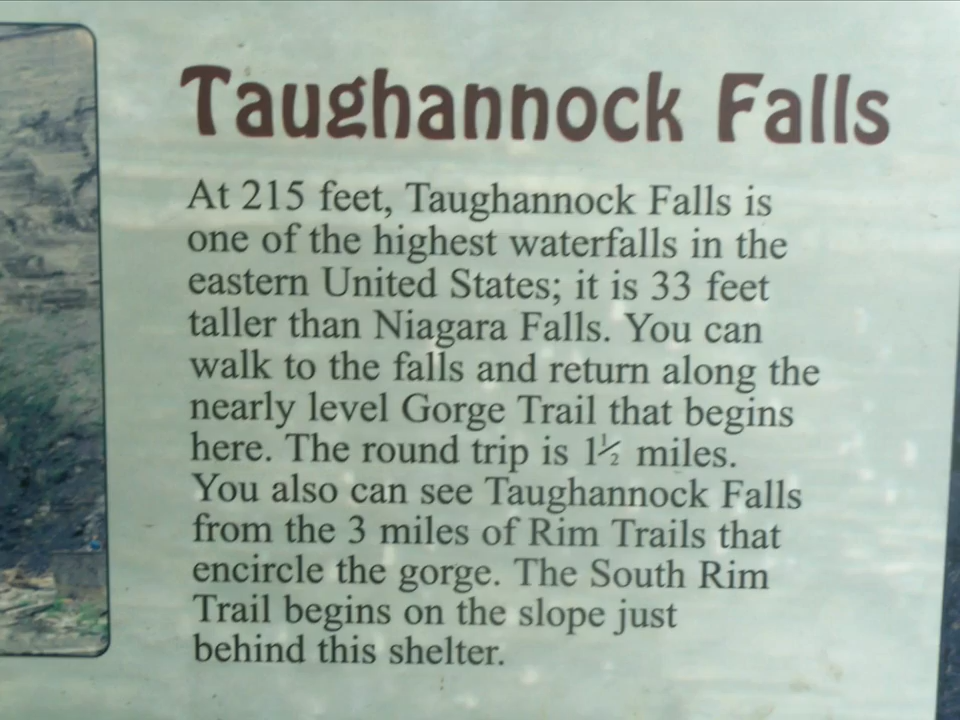 Taughannock Falls
At 215 feet, Taughannock Falls is
one of the highest waterfalls in the
eastern United States; it is 33 feet
taller than Niagara Falls. You can
walk to the falls and return along the
nearly level Gorge Trail that begins
here. The round trip is 1½ miles.
You also can see Taughannock Falls
from the 3 miles of Rim Trails that
encircle the gorge. The South Rim
Trail begins on the slope just
behind this shelter.